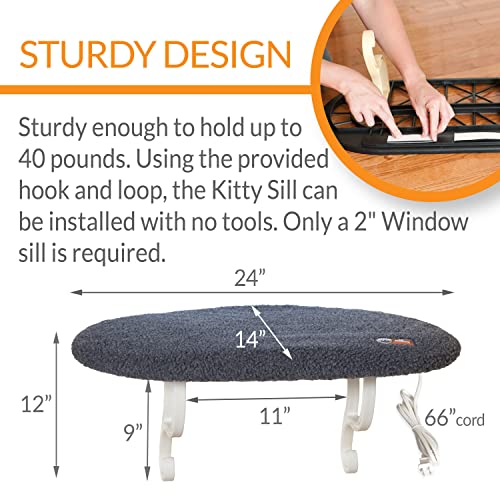 STURDY DESIGN
Sturdy enough to hold up to
40 pounds. Using the provided
hook and loop, the Kitty Sill can
be installed with no tools. Only a 2" Window
sill is required.
24”
14”
12”
9”
11”
66” cord